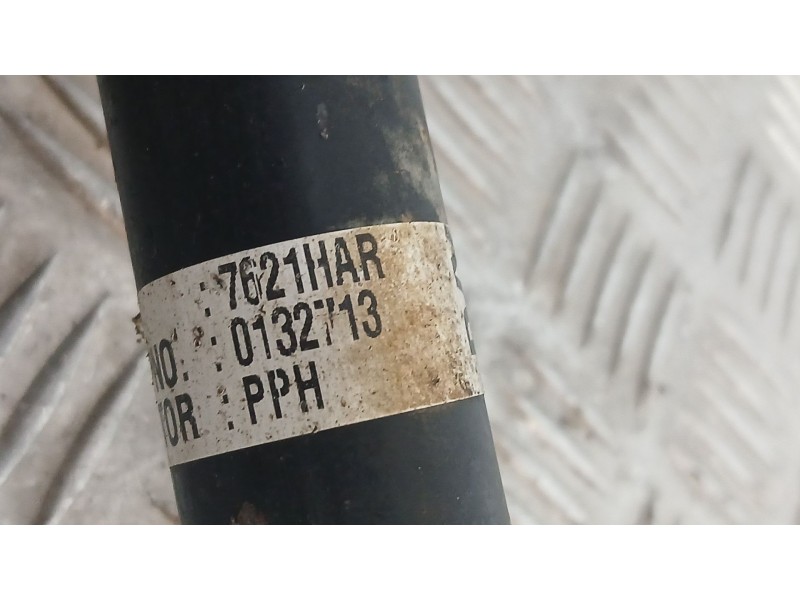 : 7621HAR
NO. : 0132713
TOR : PPH